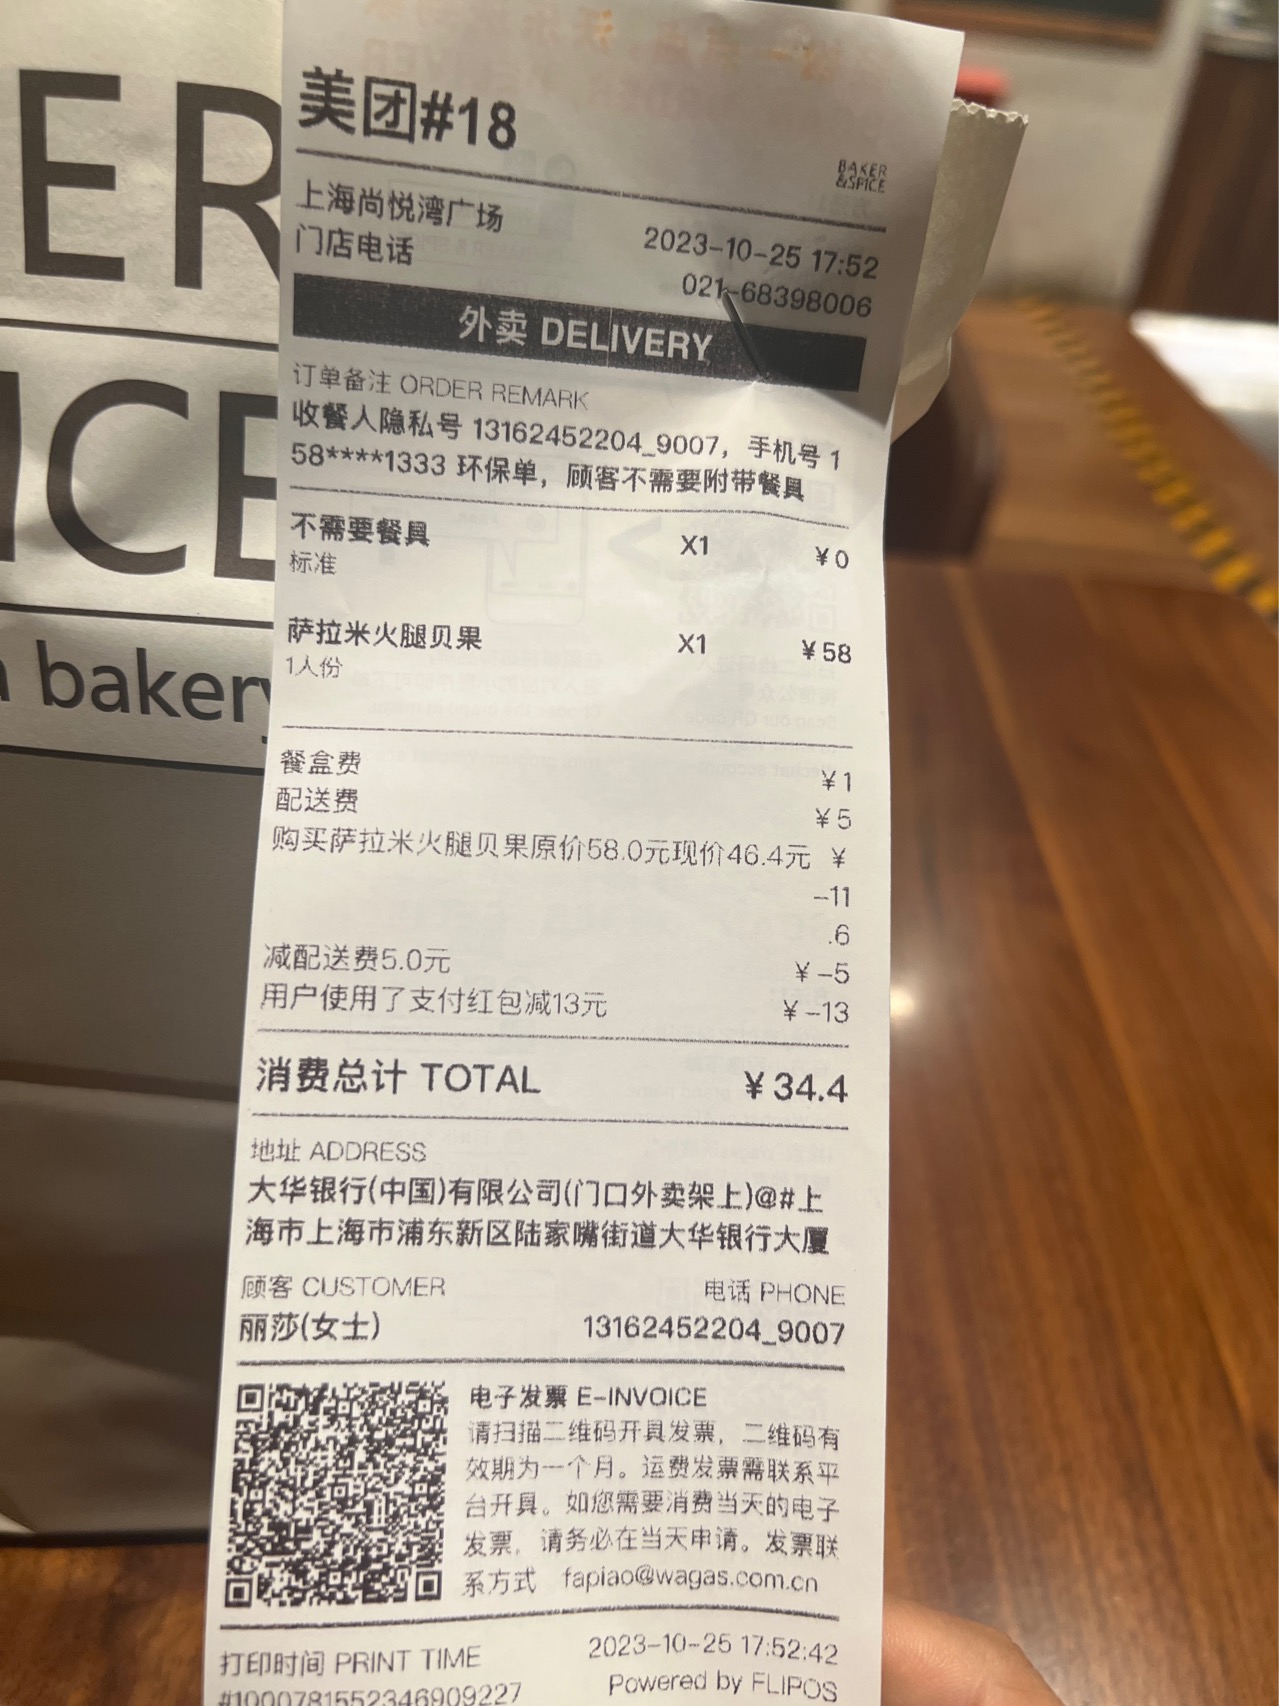 ER
ICE
a bakery
美团#18
BAKER
&SPICE
上海尚悦湾广场 2023-10-25 17:52
门店电话 021-68398006
外卖 DELIVERY
订单备注 ORDER REMARK
收餐人隐私号 13162452204_9007, 手机号 1
58****1333 环保单, 顾客不需要附带餐具
不需要餐具 X1 ¥0
标准
萨拉米火腿贝果 X1 ¥58
1人份
餐盒费 ¥1
配送费 ¥5
购买萨拉米火腿贝果原价58.0元现价46.4元 ¥
-11
.6
减配送费5.0元 ¥-5
用户使用了支付红包减13元 ¥-13
消费总计 TOTAL ¥34.4
地址 ADDRESS
大华银行(中国)有限公司(门口外卖架上)@#上
海市上海市浦东新区陆家嘴街道大华银行大厦
顾客 CUSTOMER 电话 PHONE
丽莎(女士) 13162452204_9007
电子发票 E-INVOICE
请扫描二维码开具发票, 二维码有
效期为一个月。运费发票需联系平
台开具。如您需要消费当天的电子
发票, 请务必在当天申请。发票联
系方式 fapiao@wagas.com.cn
打印时间 PRINT TIME 2023-10-25 17:52:42
#1000781552346909227 Powered by FLIPOS